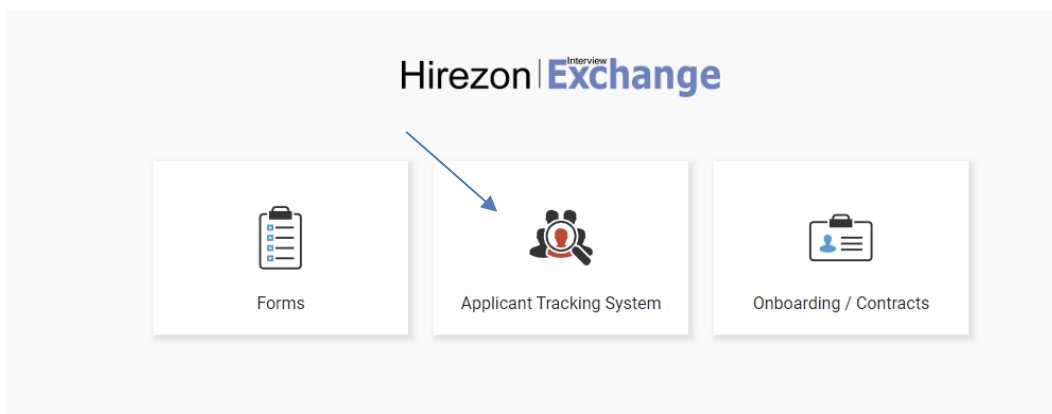 Hirezon | Interview Exchange
Forms
Applicant Tracking System
Onboarding / Contracts